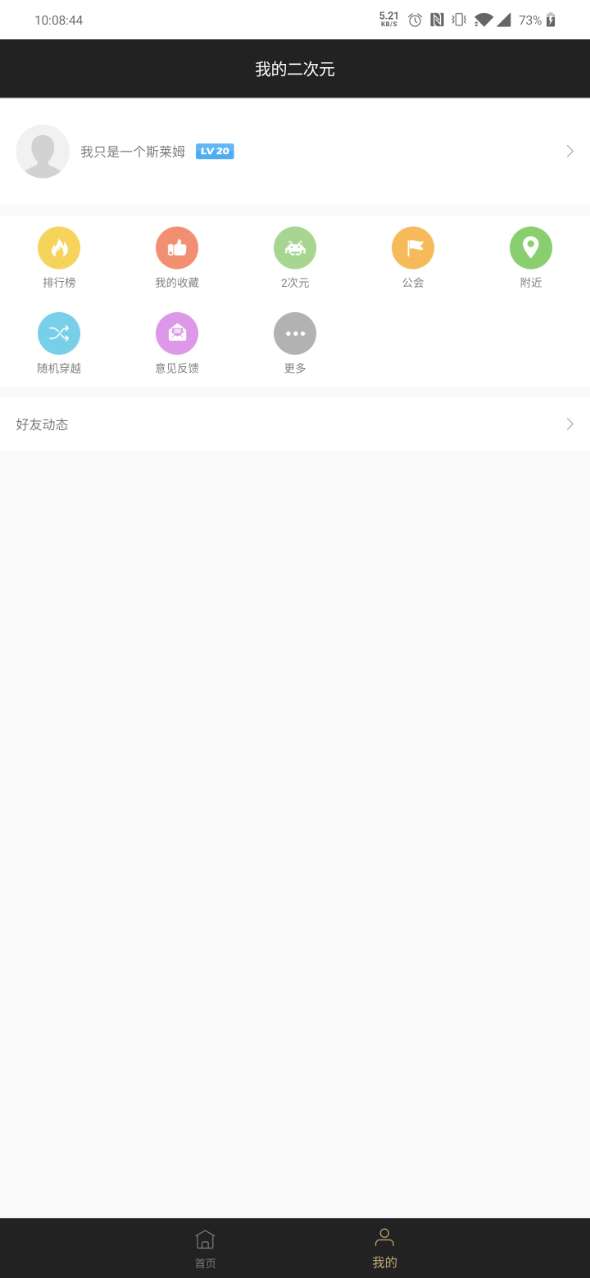 10:08:44
5.21
KB/S
73%
我的二次元
我只是一个斯莱姆 LV 20
排行榜
我的收藏
2次元
公会
附近
随机穿越
意见反馈
更多
好友动态
首页
我的